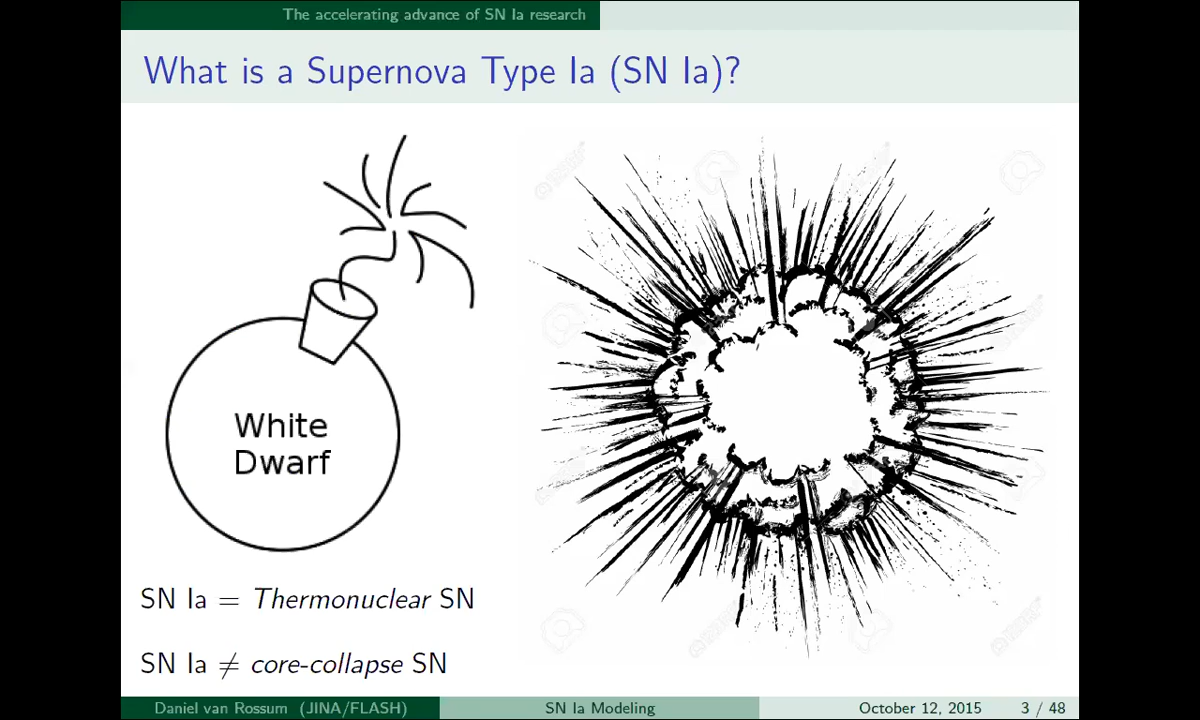 The accelerating advance of SN Ia research
What is a Supernova Type Ia (SN Ia)?
White
Dwarf
SN Ia = Thermonuclear SN
SN Ia ≠ core-collapse SN
Daniel van Rossum (JINA/FLASH)
SN Ia Modeling
October 12, 2015
3 / 48